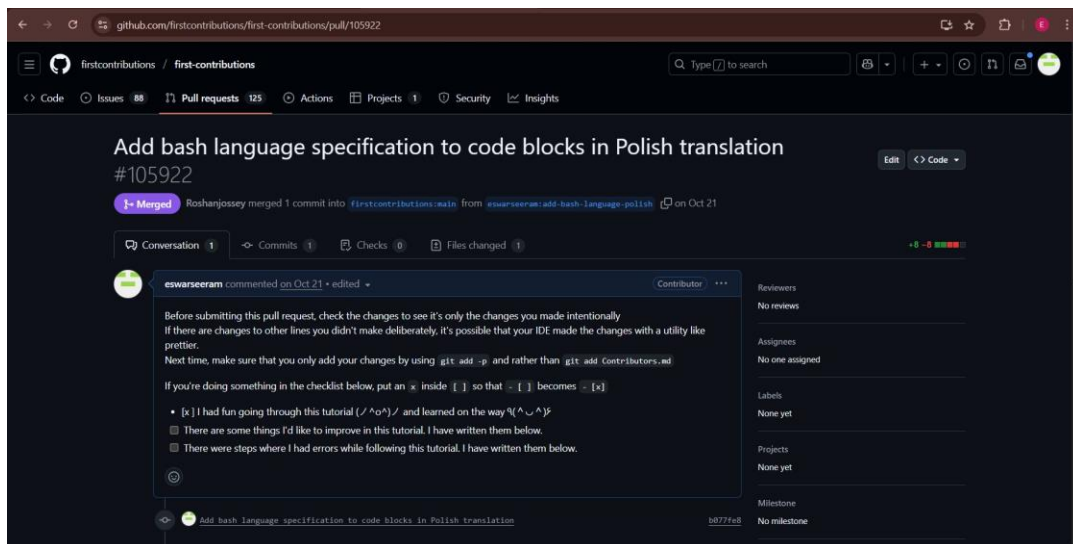 github.com/firstcontributions/first-contributions/pull/105922
E
firstcontributions / first-contributions
Type / to search
Code
Issues 88
Pull requests 125
Actions
Projects 1
Security
Insights
Add bash language specification to code blocks in Polish translation
#105922
Edit
<> Code
Merged
Roshanjossey merged 1 commit into firstcontributions:main from eswarseeram:add-bash-language-polish on Oct 21
Conversation 1
Commits 1
Checks 0
Files changed 1
+8 −8
eswarseeram commented on Oct 21 • edited
Contributor
Before submitting this pull request, check the changes to see it's only the changes you made intentionally
If there are changes to other lines you didn't make deliberately, it's possible that your IDE made the changes with a utility like
prettier.
Next time, make sure that you only add your changes by using git add -p and rather than git add Contributors.md
If you're doing something in the checklist below, put an x inside [ ] so that - [ ] becomes - [x]
• [x ] I had fun going through this tutorial (ノ^o^)ノ and learned on the way ٩(^ᴗ^)۶
There are some things I'd like to improve in this tutorial. I have written them below.
There were steps where I had errors while following this tutorial. I have written them below.
Add bash language specification to code blocks in Polish translation
b077fe8
Reviewers
No reviews
Assignees
No one assigned
Labels
None yet
Projects
None yet
Milestone
No milestone